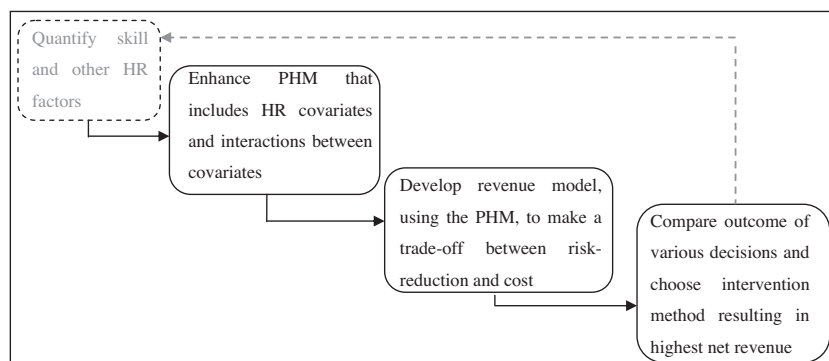 Quantify skill
and other HR
factors
Enhance PHM that
includes HR covariates
and interactions between
covariates
Develop revenue model,
using the PHM, to make a
trade-off between risk-
reduction and cost
Compare outcome of
various decisions and
choose intervention
method resulting in
highest net revenue